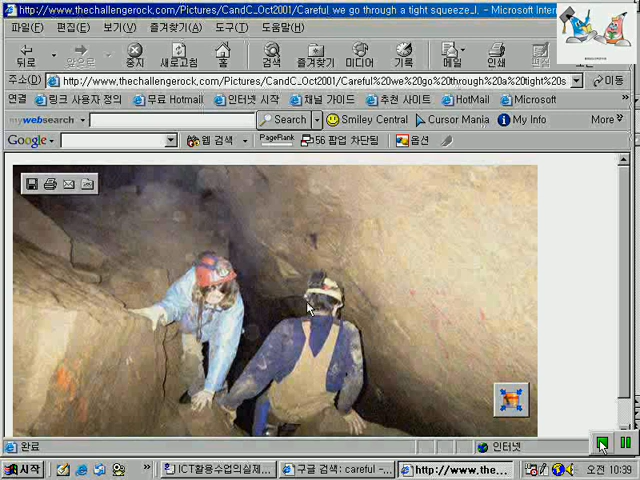 http://www.thechallengerock.com/Pictures/CandC_Oct2001/Careful we go through a tight squeeze_l. - Microsoft Inter
파일(F) 편집(E) 보기(V) 즐겨찾기(A) 도구(T) 도움말(H)
뒤로 앞으로 중지 새로고침 홈 검색 즐겨찾기 미디어 기록 메일 인쇄
주소(D) http://www.thechallengerock.com/Pictures/CandC_Oct2001/Careful%20we%20go%20through%20a%20tight%20s 이동
연결 링크 사용자 정의 무료 Hotmail 인터넷 시작 채널 가이드 추천 사이트 HotMail Microsoft
mywebsearch Search Smiley Central Cursor Mania My Info More
Google 웹 검색 PageRank 56 팝업 차단됨 옵션
완료 인터넷
시작 ICT활용수업의실제... 구글 검색: careful -... http://www.the... 오전 10:39